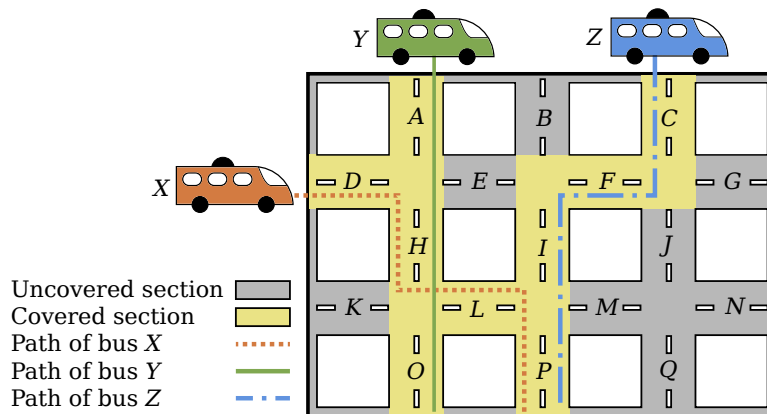 Y
Z
A
B
C
X
D
E
F
G
H
I
J
Uncovered section
K
L
M
N
Covered section
Path of bus X
Path of bus Y
O
P
Q
Path of bus Z